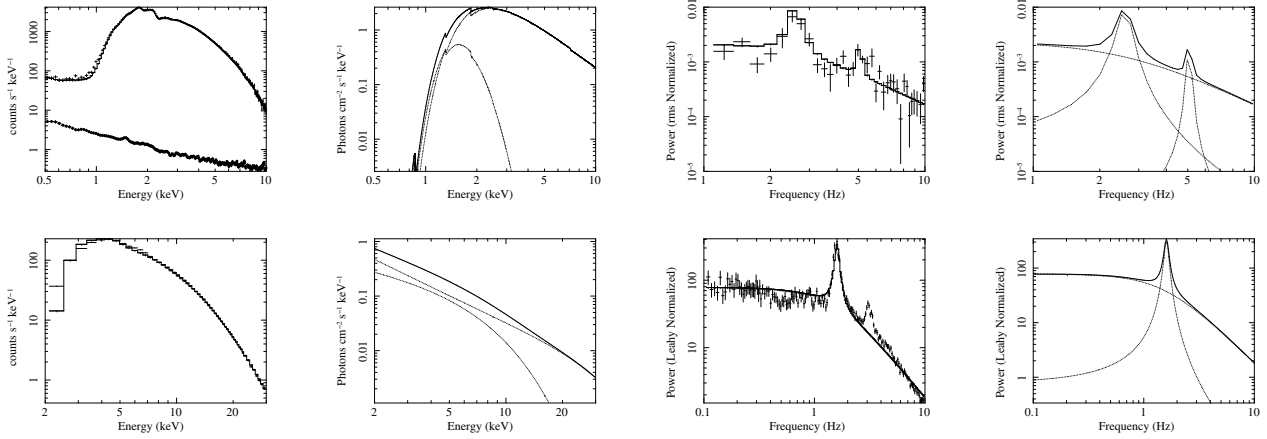 1000
100
10
1
counts s⁻¹ keV⁻¹
0.5 1 2 5 10
Energy (keV)
1
0.1
0.01
Photons cm⁻² s⁻¹ keV⁻¹
0.5 1 2 5 10
Energy (keV)
0.01
10⁻³
10⁻⁴
10⁻⁵
Power (rms Normalized)
1 2 5 10
Frequency (Hz)
0.01
10⁻³
10⁻⁴
10⁻⁵
Power (rms Normalized)
1 2 5 10
Frequency (Hz)
100
10
1
counts s⁻¹ keV⁻¹
2 5 10 20
Energy (keV)
1
0.1
0.01
Photons cm⁻² s⁻¹ keV⁻¹
2 5 10 20
Energy (keV)
100
10
Power (Leahy Normalized)
0.1 1 10
Frequency (Hz)
100
10
1
Power (Leahy Normalized)
0.1 1 10
Frequency (Hz)